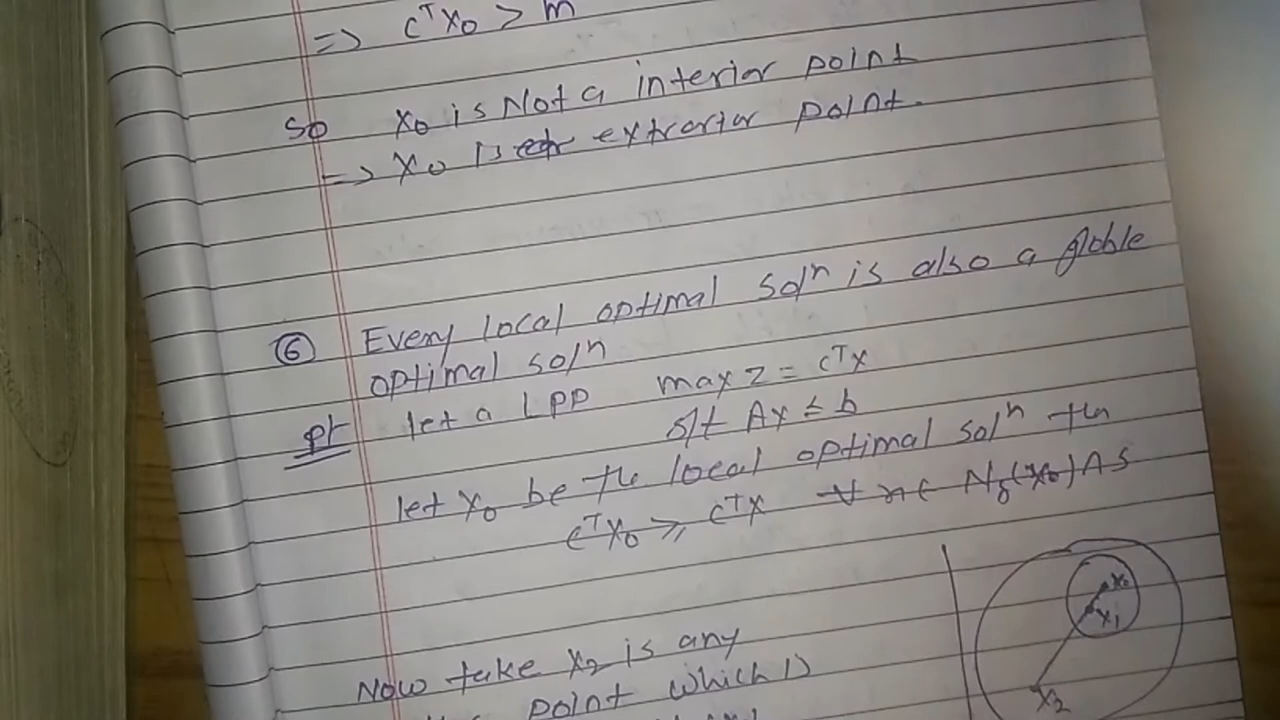 => cᵀx₀ > m
so x₀ is Not a interior point
=> x₀ is extrortor point.
⑥ Every local optimal solⁿ is also a globle
optimal solⁿ
pf let a LPP max z = cᵀx
s/t Ax ≤ b
let x₀ be the local optimal solⁿ then
cᵀx₀ ≥ cᵀx ∀ x ∈ N_δ(x₀) ∩ S
x₀
x₁
Now take x₂ is any
point which is
x₂